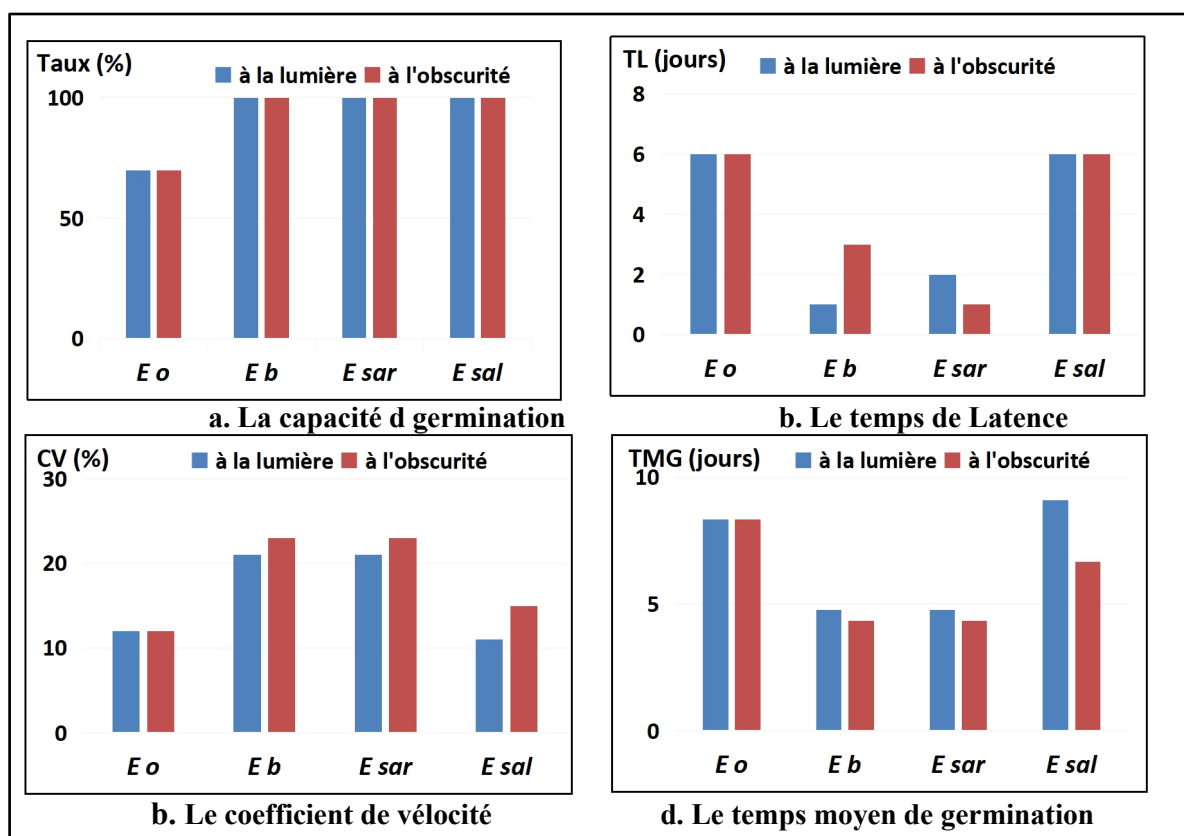 Taux (%)
à la lumière à l'obscurité
100
50
0
E o E b E sar E sal
a. La capacité d germination
TL (jours)
à la lumière à l'obscurité
8
6
4
2
0
E o E b E sar E sal
b. Le temps de Latence
CV (%)
à la lumière à l'obscurité
30
20
10
0
E o E b E sar E sal
b. Le coefficient de vélocité
TMG (jours)
à la lumière à l'obscurité
10
5
0
E o E b E sar E sal
d. Le temps moyen de germination